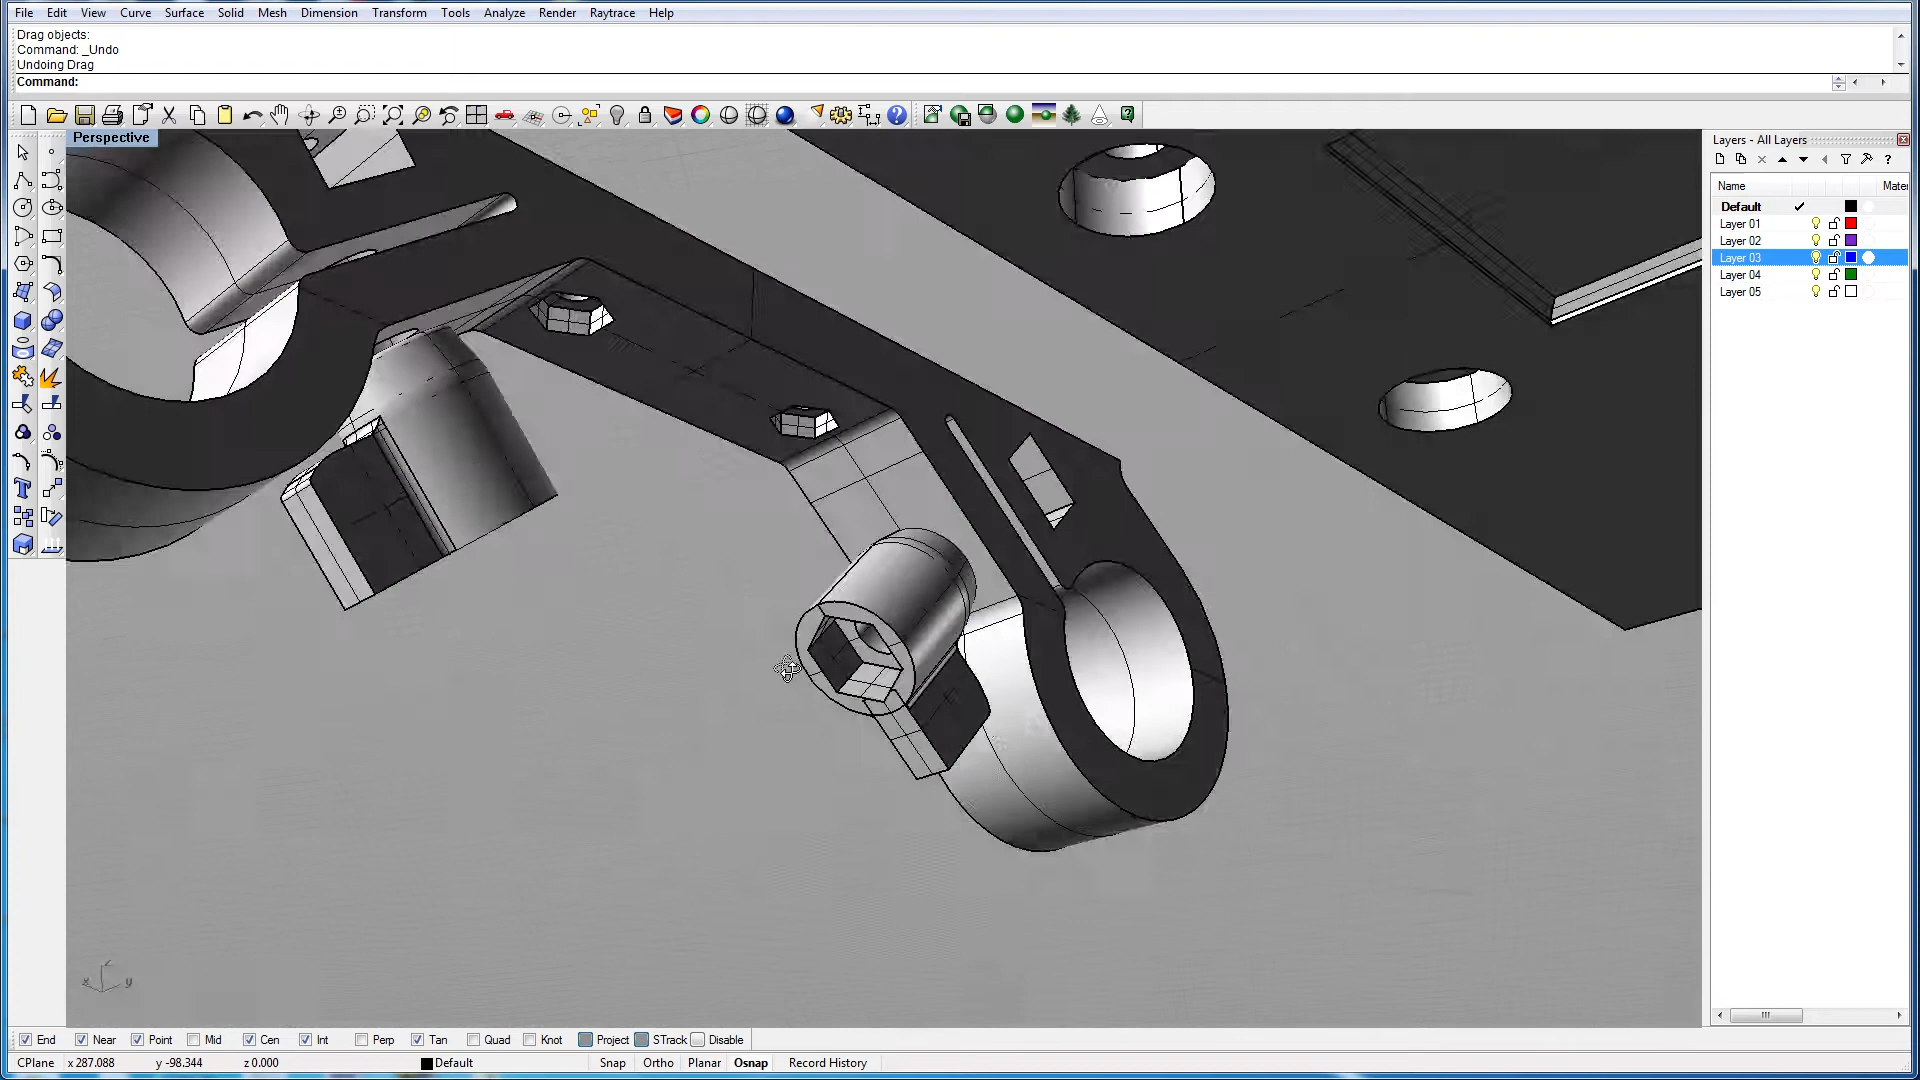 File Edit View Curve Surface Solid Mesh Dimension Transform Tools Analyze Render Raytrace Help
Drag objects:
Command: _Undo
Undoing Drag
Command:
Perspective
Layers - All Layers
Name Mater
Default
Layer 01
Layer 02
Layer 03
Layer 04
Layer 05
x y
End Near Point Mid Cen Int Perp Tan Quad Knot Project STrack Disable
CPlane x 287.088 y -98.344 z 0.000 Default Snap Ortho Planar Osnap Record History